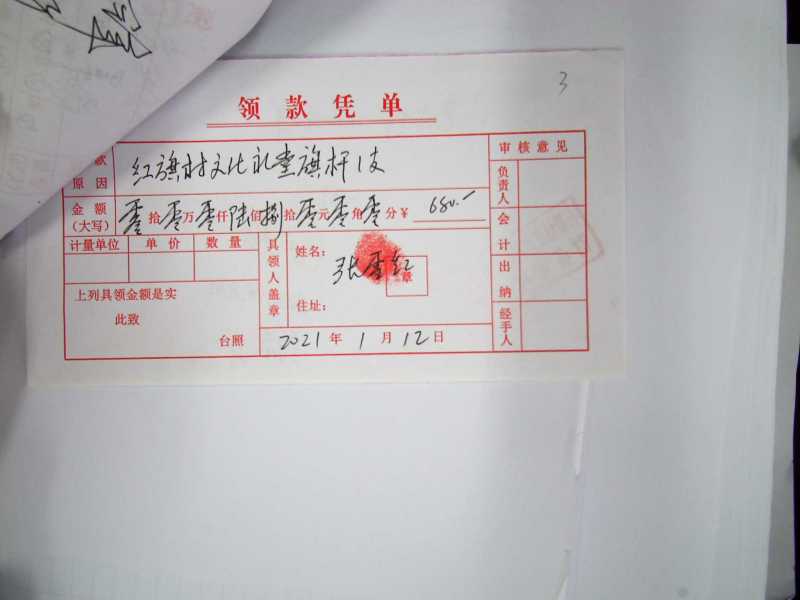 3
领款凭单
款
原因
红旗村文化礼堂旗杆1支
审核意见
金额
(大写)
零拾零万零仟陆佰捌拾零元零角零分¥ 680.-
负责人
会计
出纳
经手人
计量单位 单价 数量
具领人盖章
姓名:
张
红
章
住址:
上列具领金额是实
此致
台照
2021年1月12日